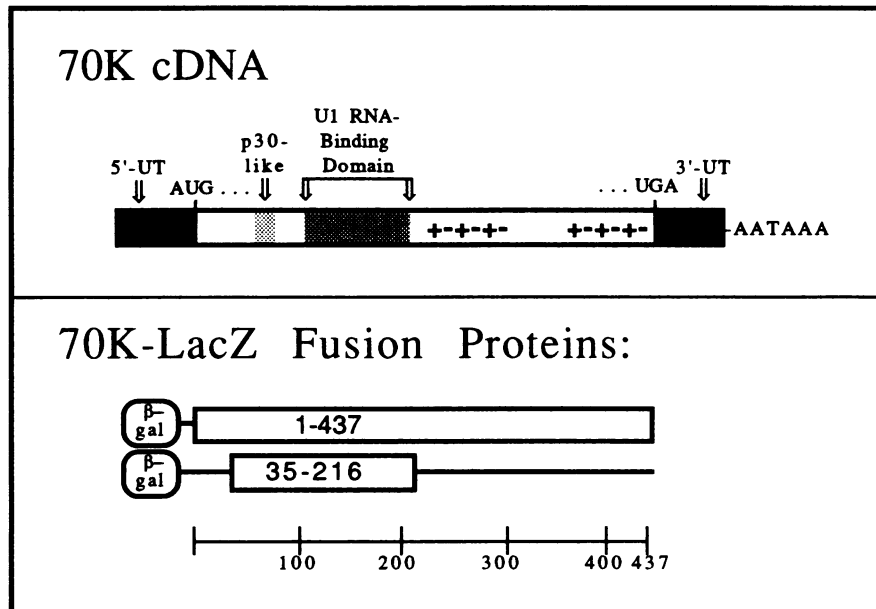 70K cDNA
U1 RNA-
Binding
Domain
p30-
like
5'-UT
3'-UT
AUG . . .
. . . UGA
+-+-+-
+-+-+-
-AATAAA
70K-LacZ Fusion Proteins:
β-
gal
1-437
β-
gal
35-216
100 200 300 400 437